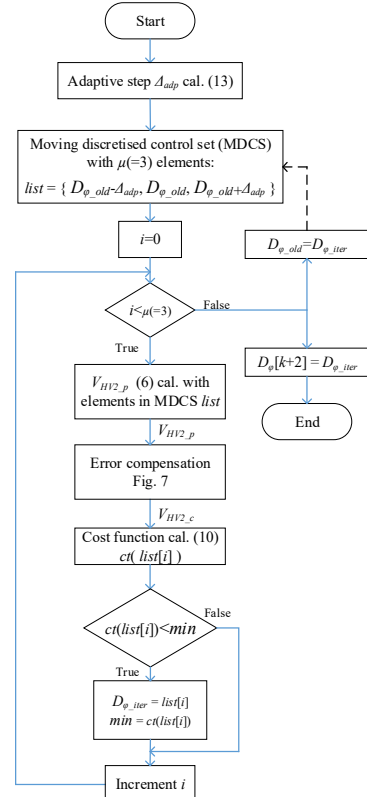 Start
Adaptive step Δadp cal. (13)
Moving discretised control set (MDCS)
with μ(=3) elements:
list = { Dφ_old-Δadp, Dφ_old, Dφ_old+Δadp }
i=0
Dφ_old=Dφ_iter
i<μ(=3)
False
True
Dφ[k+2] = Dφ_iter
End
VHV2_p (6) cal. with
elements in MDCS list
VHV2_p
Error compensation
Fig. 7
VHV2_c
Cost function cal. (10)
ct( list[i] )
ct(list[i])<min
False
True
Dφ_iter = list[i]
min = ct(list[i])
Increment i